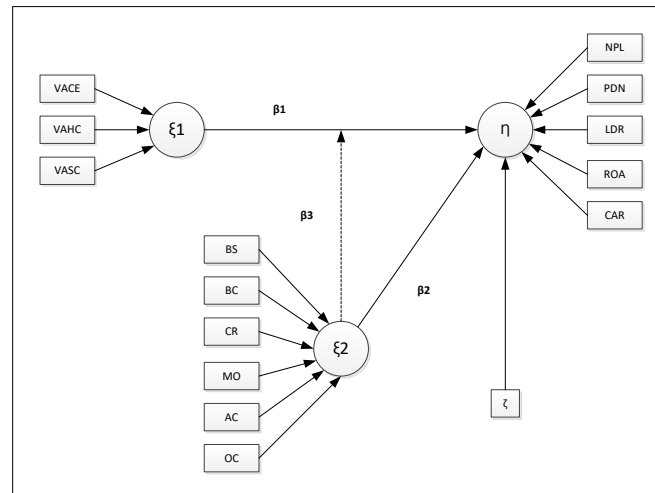 VACE
VAHC
VASC
ξ1
β1
η
NPL
PDN
LDR
ROA
CAR
β3
β2
BS
BC
CR
MO
AC
OC
ξ2
ζ